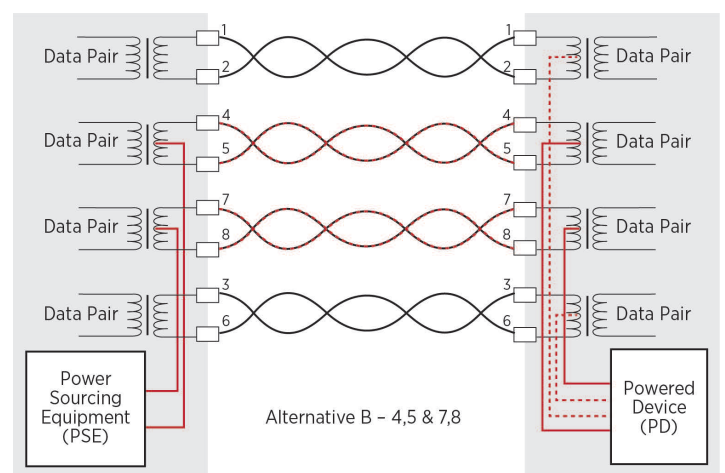 1 1
Data Pair Data Pair
2 2
4 4
Data Pair Data Pair
5 5
7 7
Data Pair Data Pair
8 8
3 3
Data Pair Data Pair
6 6
Power
Sourcing
Equipment
(PSE)
Alternative B – 4,5 & 7,8
Powered
Device
(PD)